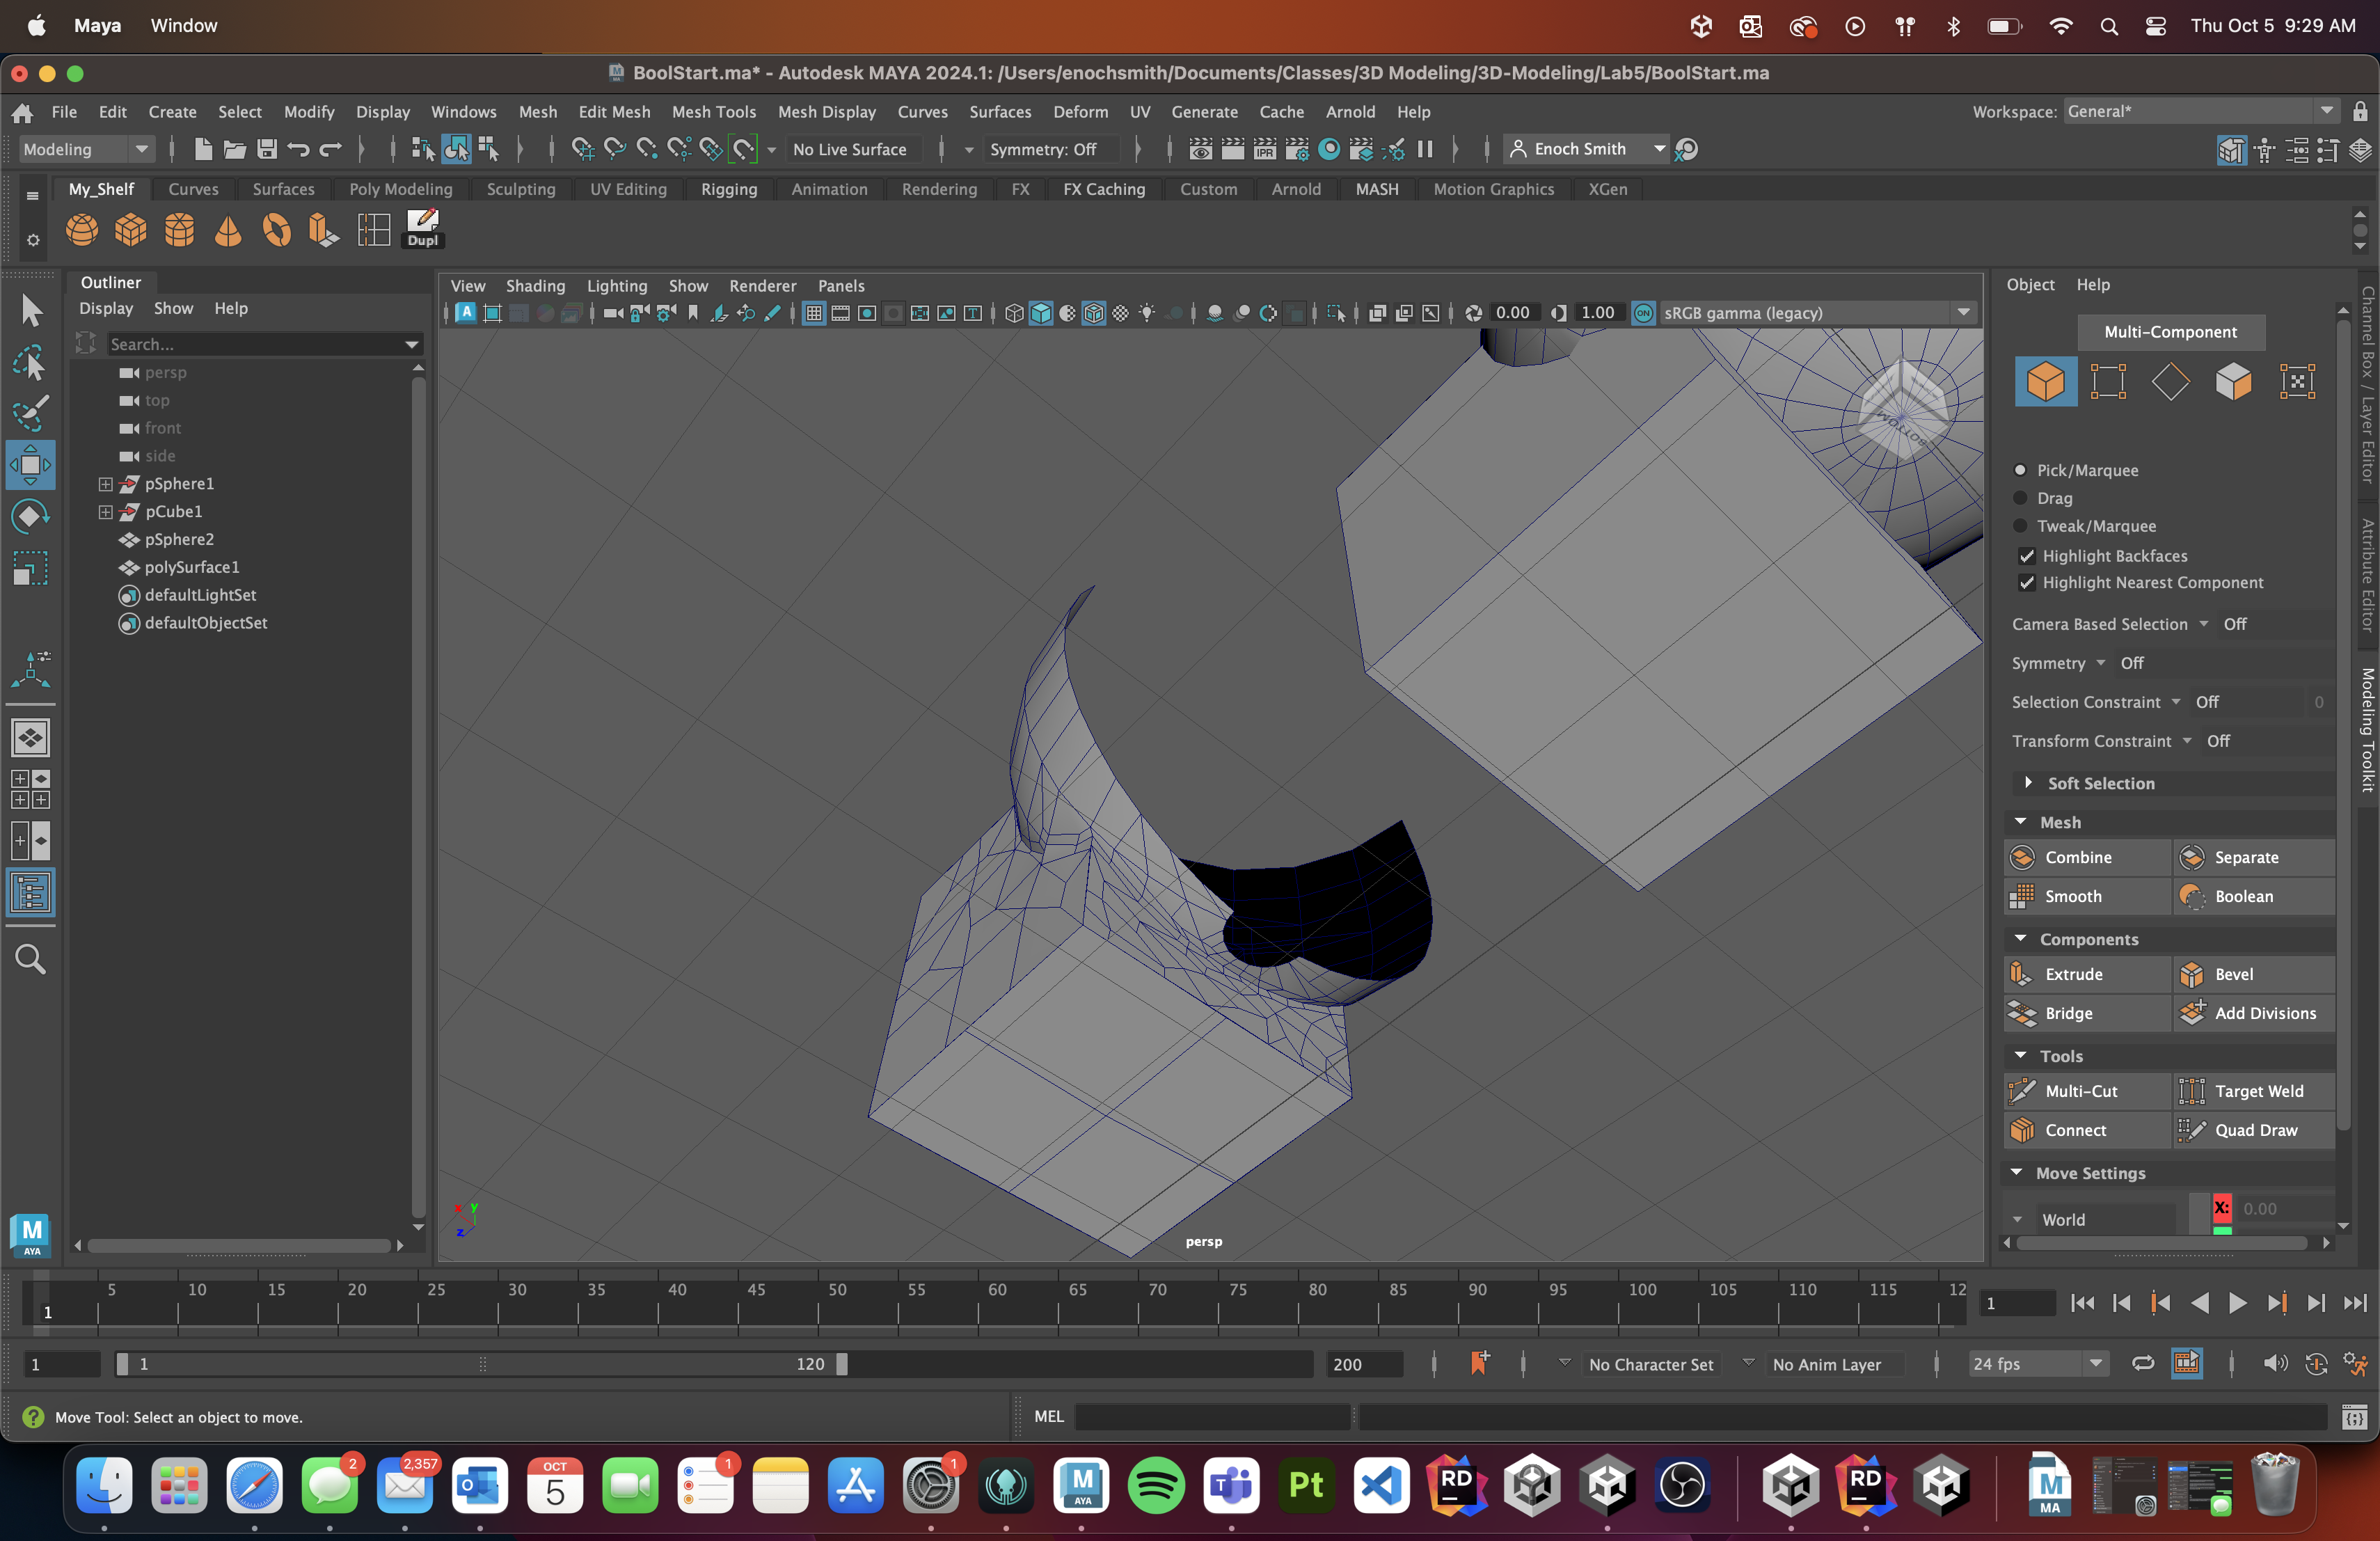 Maya Window Thu Oct 5 9:29 AM
BoolStart.ma* - Autodesk MAYA 2024.1: /Users/enochsmith/Documents/Classes/3D Modeling/3D-Modeling/Lab5/BoolStart.ma
File Edit Create Select Modify Display Windows Mesh Edit Mesh Mesh Tools Mesh Display Curves Surfaces Deform UV Generate Cache Arnold Help Workspace: General*
Modeling No Live Surface Symmetry: Off IPR Enoch Smith
My_Shelf Curves Surfaces Poly Modeling Sculpting UV Editing Rigging Animation Rendering FX FX Caching Custom Arnold MASH Motion Graphics XGen
Dupl
Outliner
Display Show Help
Search...
persp
top
front
side
pSphere1
pCube1
pSphere2
polySurface1
defaultLightSet
defaultObjectSet
View Shading Lighting Show Renderer Panels
0.00 1.00 ON sRGB gamma (legacy)
BOTTOM
x y
z
persp
Object Help
Multi-Component
Pick/Marquee
Drag
Tweak/Marquee
Highlight Backfaces
Highlight Nearest Component
Camera Based Selection Off
Symmetry Off
Selection Constraint Off 0
Transform Constraint Off
Soft Selection
Mesh
Combine Separate
Smooth Boolean
Components
Extrude Bevel
Bridge Add Divisions
Tools
Multi-Cut Target Weld
Connect Quad Draw
Move Settings
World X: 0.00
Channel Box / Layer Editor
Attribute Editor
Modeling Toolkit
M
AYA
5 10 15 20 25 30 35 40 45 50 55 60 65 70 75 80 85 90 95 100 105 110 115 12
1 1
1 1 120 200 No Character Set No Anim Layer 24 fps
Move Tool: Select an object to move. MEL
2 2,357 OCT 5 1 1 M AYA Pt RD RD M MA